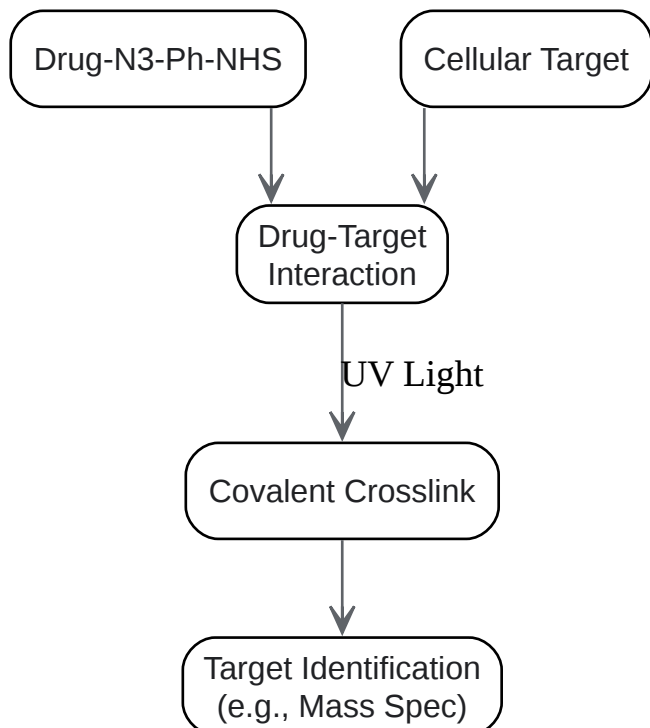 Drug-N3-Ph-NHS
Cellular Target
Drug-Target
Interaction
UV Light
Covalent Crosslink
Target Identification
(e.g., Mass Spec)